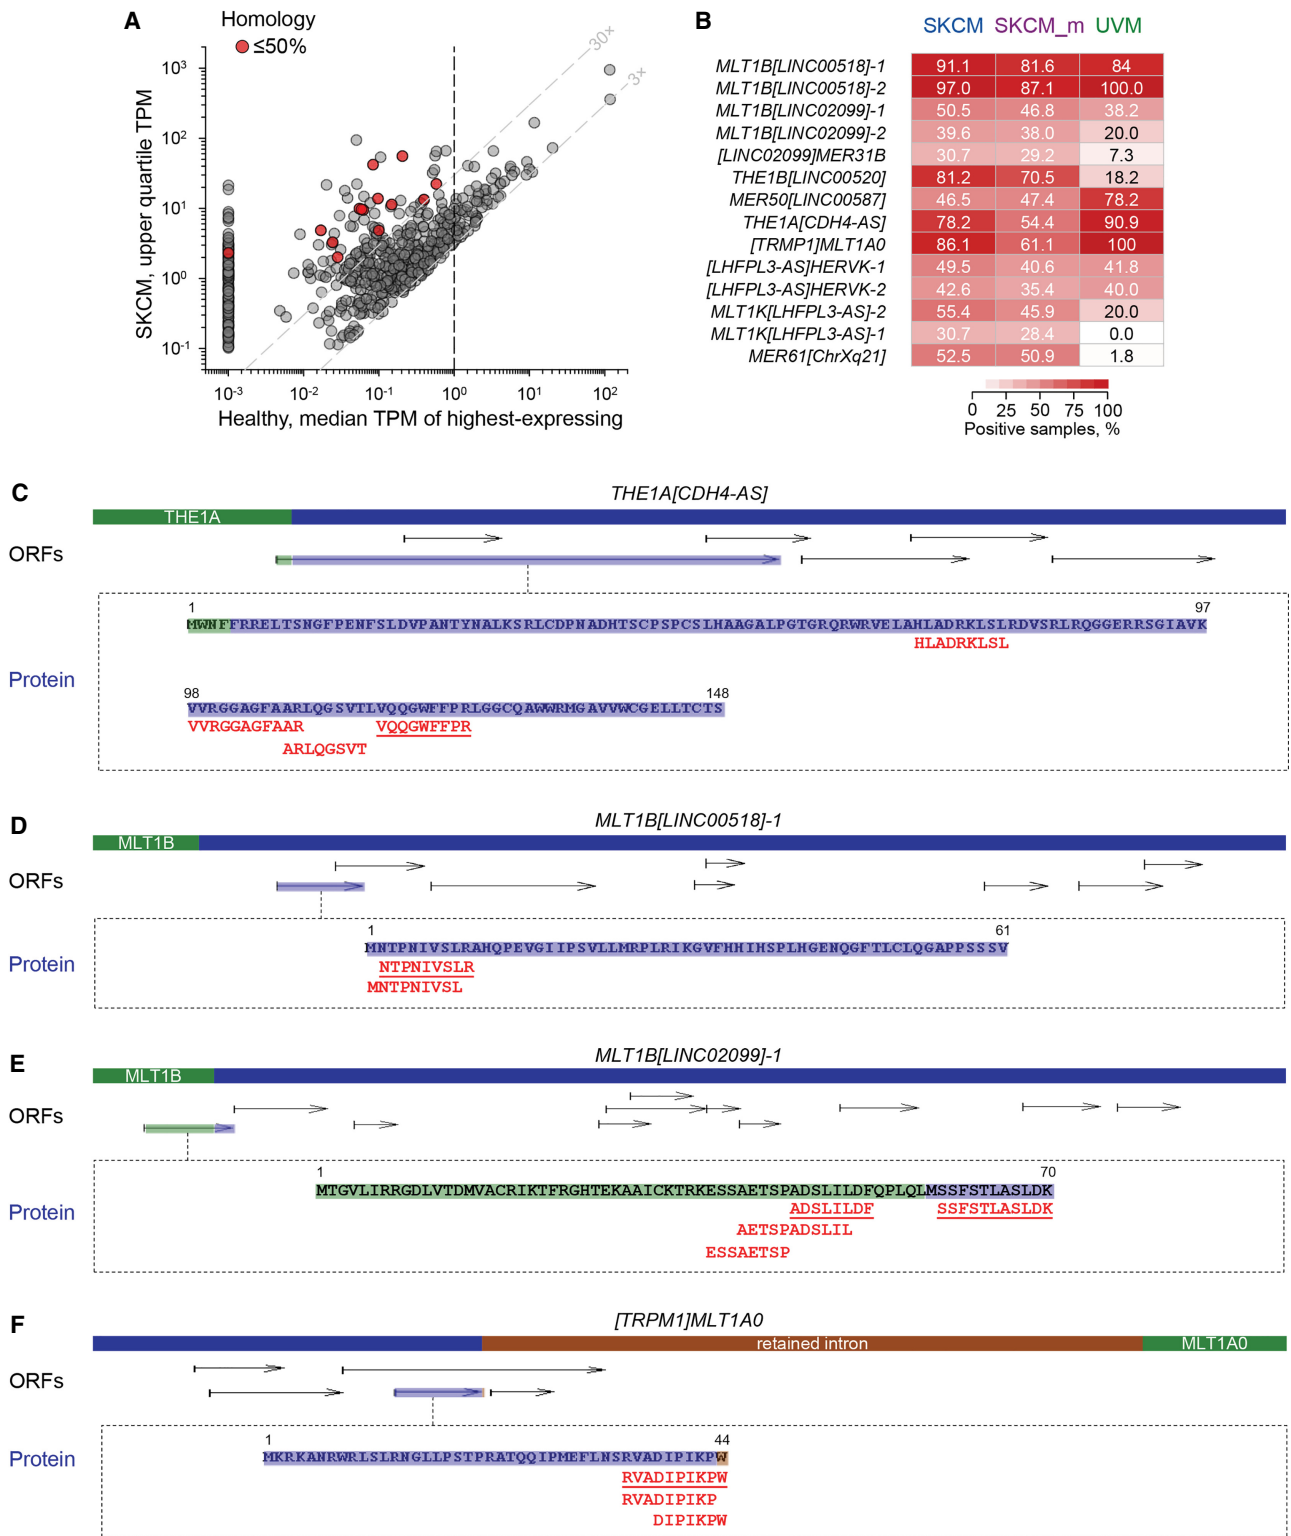 A
Homology
≤50%
SKCM, upper quartile TPM
10³
10²
10¹
10⁰
10⁻¹
30×
3×
10⁻³ 10⁻² 10⁻¹ 10⁰ 10¹ 10²
Healthy, median TPM of highest-expressing
B
SKCM SKCM_m UVM
MLT1B[LINC00518]-1 91.1 81.6 84
MLT1B[LINC00518]-2 97.0 87.1 100.0
MLT1B[LINC02099]-1 50.5 46.8 38.2
MLT1B[LINC02099]-2 39.6 38.0 20.0
[LINC02099]MER31B 30.7 29.2 7.3
THE1B[LINC00520] 81.2 70.5 18.2
MER50[LINC00587] 46.5 47.4 78.2
THE1A[CDH4-AS] 78.2 54.4 90.9
[TRMP1]MLT1A0 86.1 61.1 100
[LHFPL3-AS]HERVK-1 49.5 40.6 41.8
[LHFPL3-AS]HERVK-2 42.6 35.4 40.0
MLT1K[LHFPL3-AS]-2 55.4 45.9 20.0
MLT1K[LHFPL3-AS]-1 30.7 28.4 0.0
MER61[ChrXq21] 52.5 50.9 1.8
0 25 50 75 100
Positive samples, %
C
THE1A[CDH4-AS]
THE1A
ORFs
1 97
MWNFFRRELTSNGFPENFSLDVPANTYNALKSRLCDPNADHTSCPSPCSLHAAGALPGTGRQRWRVELAHLADRKLSLRDVSRLRQGGERRSGIAVK
HLADRKLSL
Protein
98 148
VVRGGAGFAARLQGSVTLVQQGWFFPRLGGCQAWWRMGAVVWCGELLTCTS
VVRGGAGFAAR VQQGWFFPR
ARLQGSVT
D
MLT1B[LINC00518]-1
MLT1B
ORFs
1 61
MNTPNIVSLRAHQPEVGIIPSVLLMRPLRIKGVFHHIHSPLHGENQGFTLCLQGAPPSSSV
Protein
NTPNIVSLR
MNTPNIVSL
E
MLT1B[LINC02099]-1
MLT1B
ORFs
1 70
MTGVLIRRGDLVTDMVACRIKTFRGHTEKAAICKTRKESSAETSPADSLILDFQPLQLMSSFSTLASLDK
Protein
ADSLILDF SSFSTLASLDK
AETSPADSLIL
ESSAETSP
F
[TRPM1]MLT1A0
retained intron MLT1A0
ORFs
1 44
MKRKANRWRLSLRNGLLPSTPRATQQIPMEFLNSRVADIPIKPW
Protein
RVADIPIKPW
RVADIPIKP
DIPIKPW